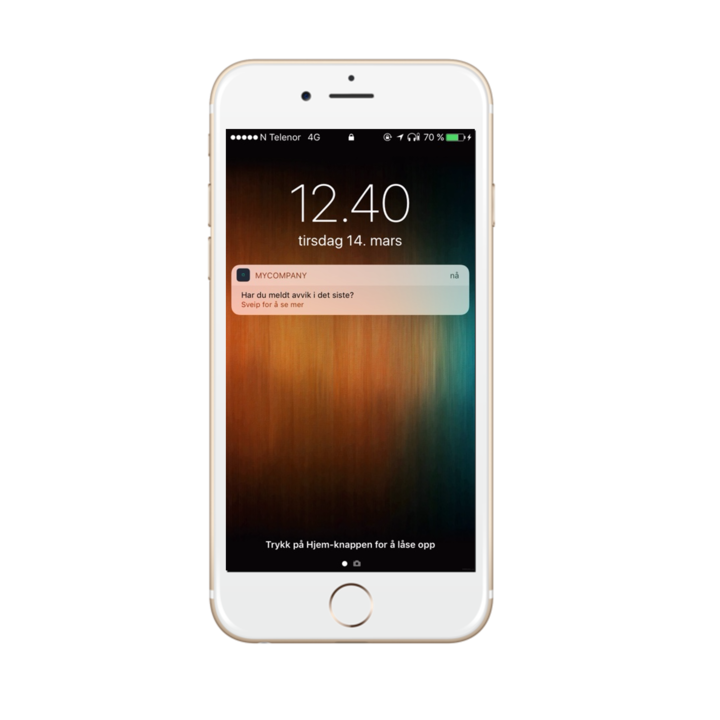 N Telenor 4G 70 %
12.40
tirsdag 14. mars
MYCOMPANY nå
Har du meldt avvik i det siste?
Sveip for å se mer
Trykk på Hjem-knappen for å låse opp